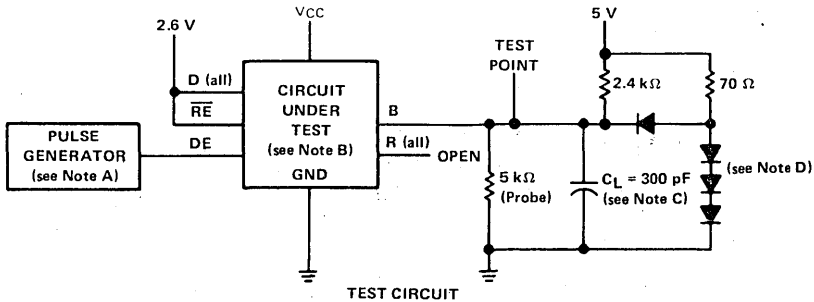 VCC
5 V
2.6 V
TEST
POINT
D (all)
2.4 kΩ
70 Ω
CIRCUIT
UNDER
TEST
(see Note B)
GND
RE
B
PULSE
GENERATOR
(see Note A)
DE
R (all)
OPEN
5 kΩ
(Probe)
CL = 300 pF
(see Note C)
(see Note D)
TEST CIRCUIT